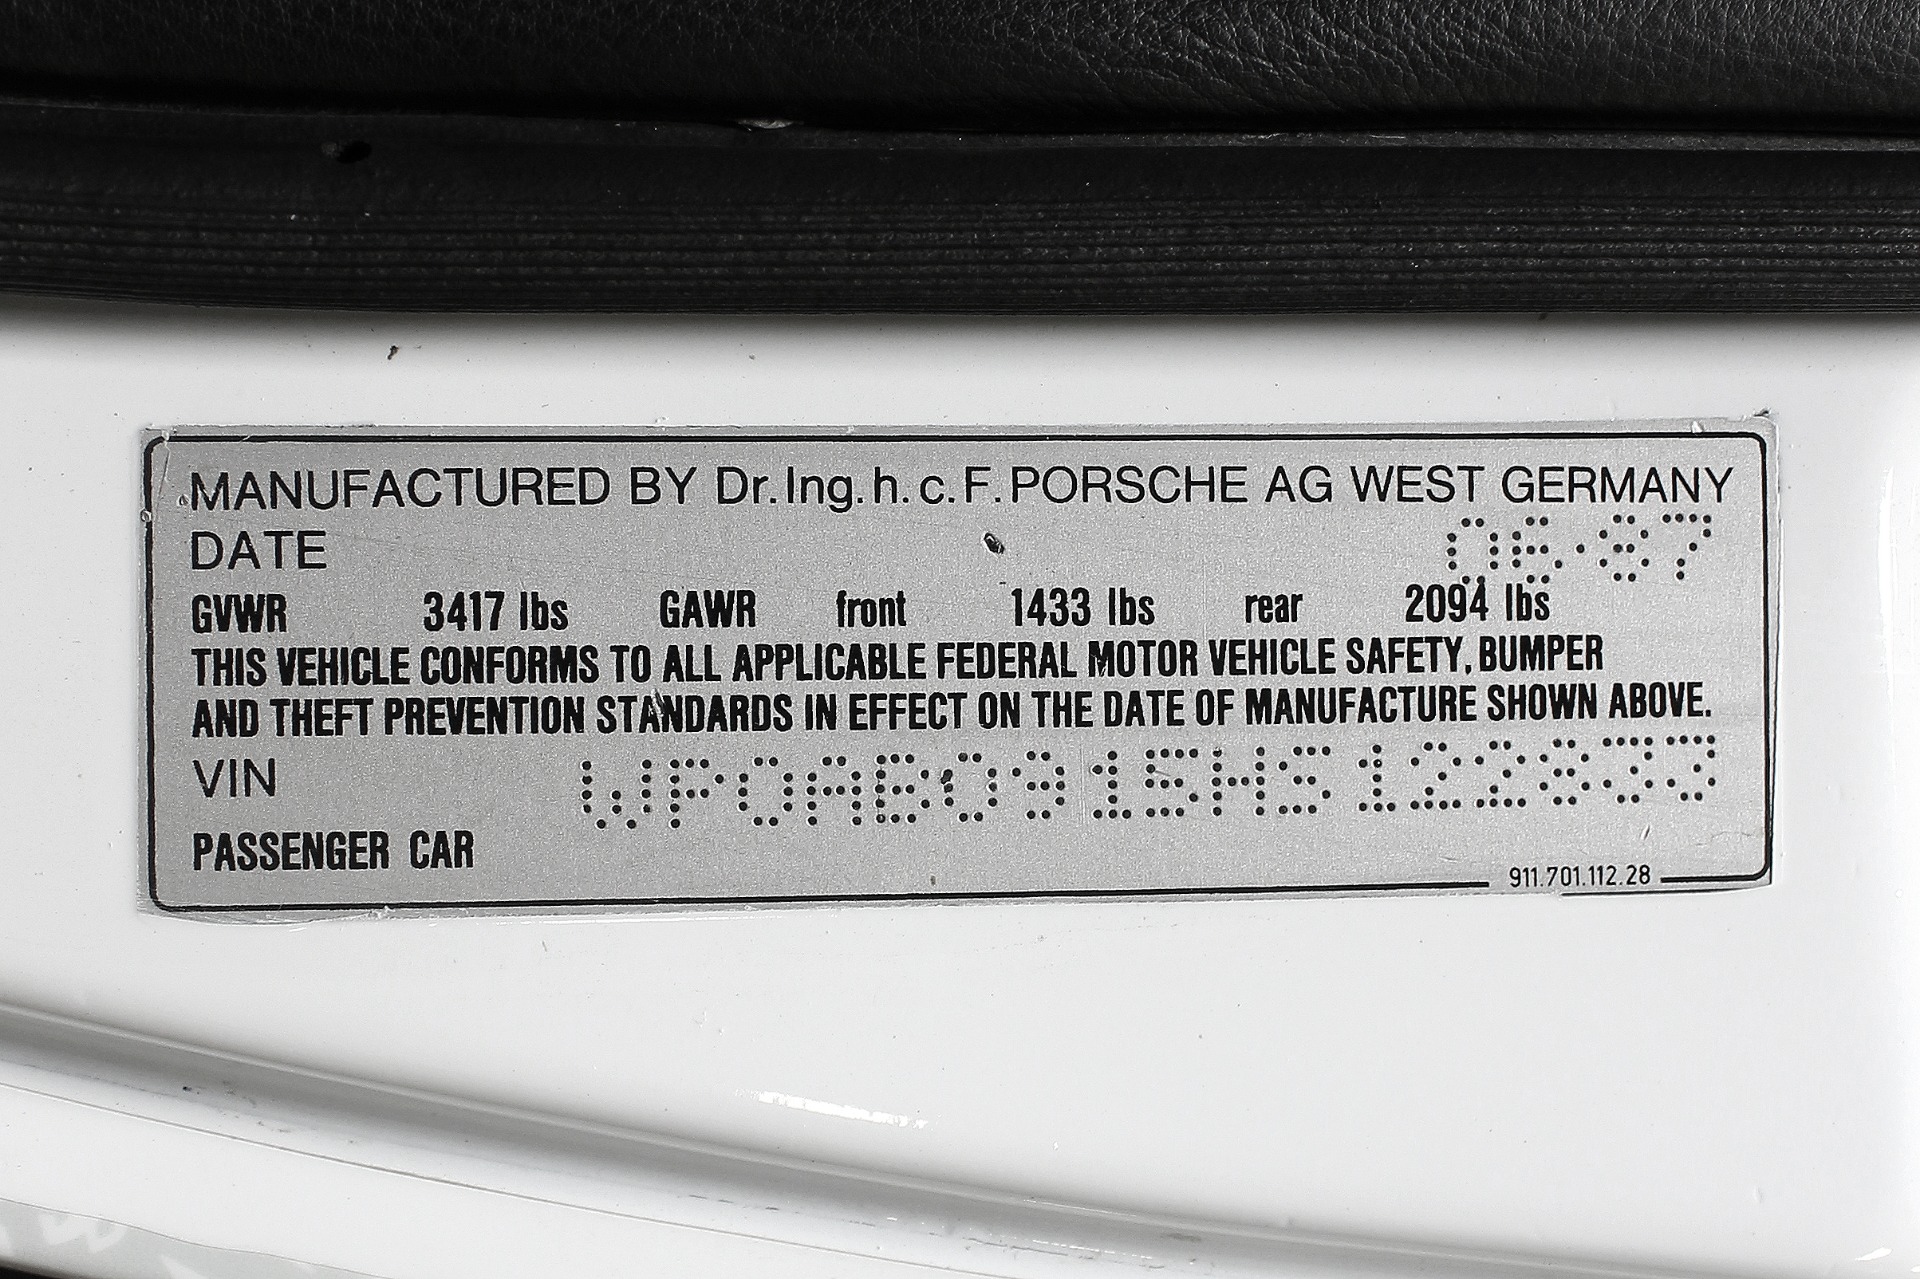 MANUFACTURED BY Dr.Ing.h.c.F.PORSCHE AG WEST GERMANY
DATE 06·87
GVWR 3417 lbs GAWR front 1433 lbs rear 2094 lbs
THIS VEHICLE CONFORMS TO ALL APPLICABLE FEDERAL MOTOR VEHICLE SAFETY, BUMPER
AND THEFT PREVENTION STANDARDS IN EFFECT ON THE DATE OF MANUFACTURE SHOWN ABOVE.
VIN WP0AB0915HS122833
PASSENGER CAR
911.701.112.28